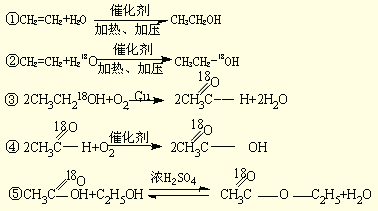 ①CH₂=CH₂+H₂O 催化剂 加热、加压 CH₃CH₂OH
②CH₂=CH₂+H₂¹⁸O 催化剂 加热、加压 CH₃CH₂-¹⁸OH
③ 2CH₃CH₂¹⁸OH+O₂ Cu 2CH₃C 18O — H+2H₂O
④ 2CH₃C 18O — H+O₂ 催化剂 2CH₃C 18O OH
⑤CH₃C 18O — OH+C₂H₅OH 浓H₂SO₄ CH₃C 18O — O — C₂H₅+H₂O